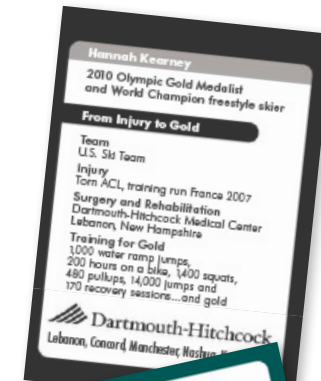 Hannah Kearney
2010 Olympic Gold Medalist
and World Champion freestyle skier
From Injury to Gold
Team
U.S. Ski Team
Injury
Torn ACL, training run France 2007
Surgery and Rehabilitation
Dartmouth-Hitchcock Medical Center
Lebanon, New Hampshire
Training for Gold
1,000 water ramp jumps,
200 hours on a bike, 1,400 squats,
480 pullups, 14,000 jumps and
170 recovery sessions...and gold
Dartmouth-Hitchcock
Lebanon, Concord, Manchester, Nashua,